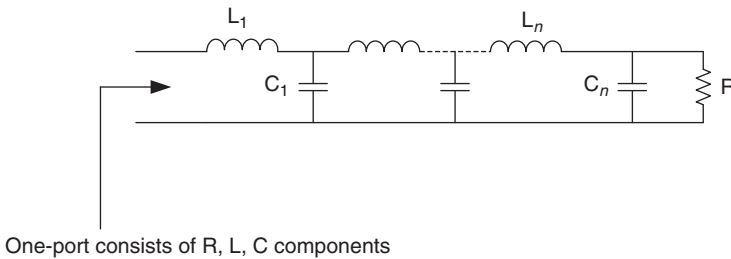 L₁
Lₙ
C₁
Cₙ
R
One-port consists of R, L, C components